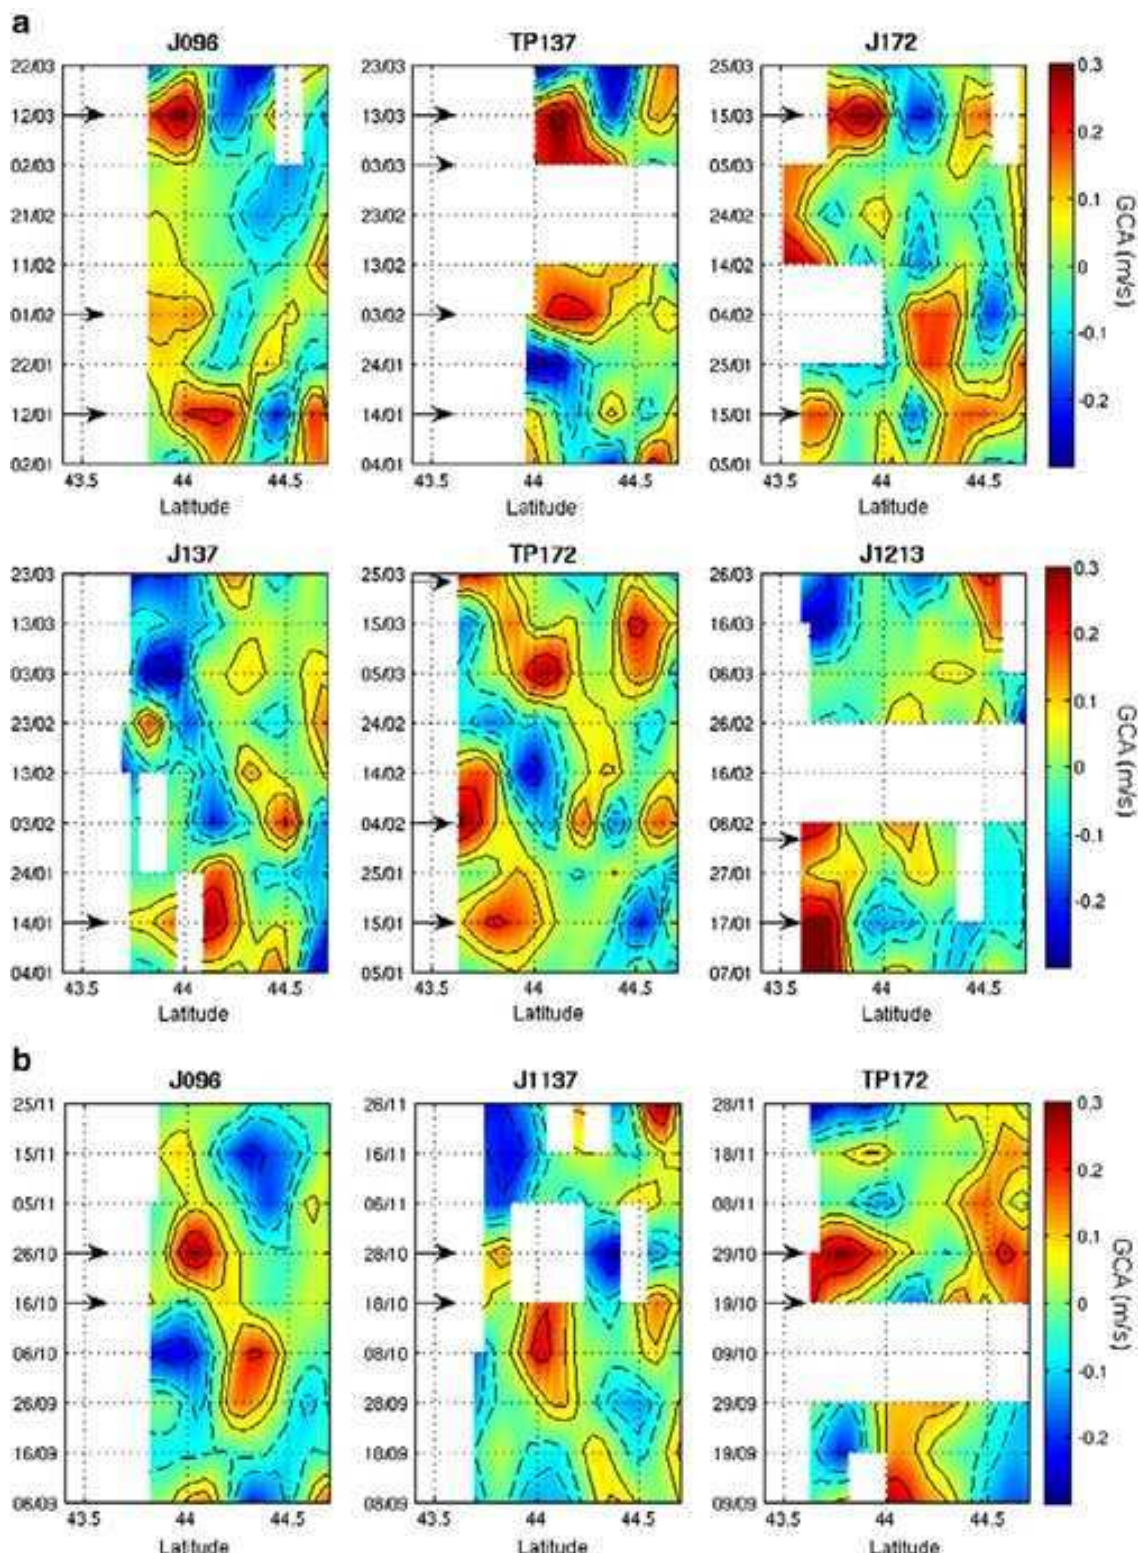 a
J096 TP137 J172
22/03 23/03 25/03 0.3
12/03 13/03 15/03 0.2
02/03 03/03 05/03 0.1
21/02 23/02 24/02 0
11/02 13/02 14/02 -0.1
01/02 03/02 04/02 -0.2
22/01 24/01 25/01
12/01 14/01 15/01
02/01 04/01 05/01
GCA (m/s)
43.5 44 44.5 43.5 44 44.5 43.5 44 44.5
Latitude Latitude Latitude
J137 TP172 J1213
23/03 25/03 26/03 0.3
13/03 15/03 16/03 0.2
03/03 05/03 06/03 0.1
23/02 24/02 26/02 0
13/02 14/02 16/02 -0.1
03/02 04/02 06/02 -0.2
24/01 25/01 27/01
14/01 15/01 17/01
04/01 05/01 07/01
GCA (m/s)
43.5 44 44.5 43.5 44 44.5 43.5 44 44.5
Latitude Latitude Latitude
b
J096 J1137 TP172
25/11 26/11 28/11 0.3
15/11 16/11 18/11 0.2
05/11 06/11 08/11 0.1
26/10 28/10 29/10 0
16/10 18/10 19/10 -0.1
06/10 08/10 09/10 -0.2
26/09 28/09 29/09
16/09 18/09 19/09
06/09 08/09 09/09
GCA (m/s)
43.5 44 44.5 43.5 44 44.5 43.5 44 44.5
Latitude Latitude Latitude